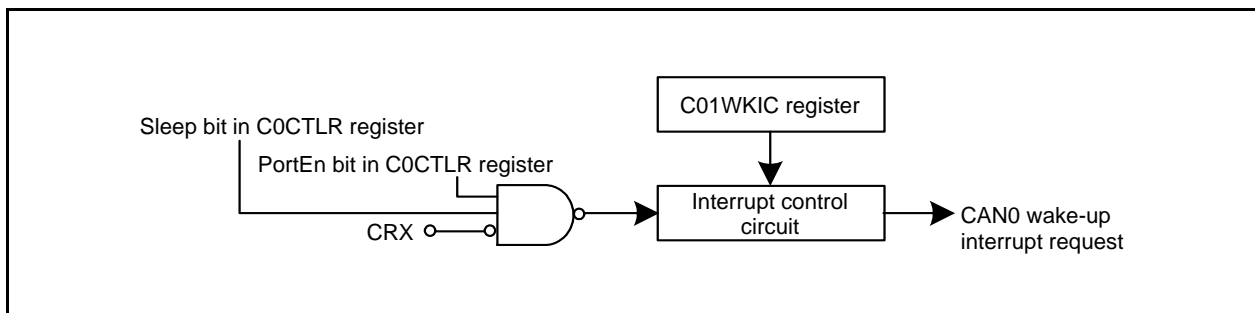 C01WKIC register
Sleep bit in C0CTLR register
PortEn bit in C0CTLR register
CRX
Interrupt control
circuit
CAN0 wake-up
interrupt request